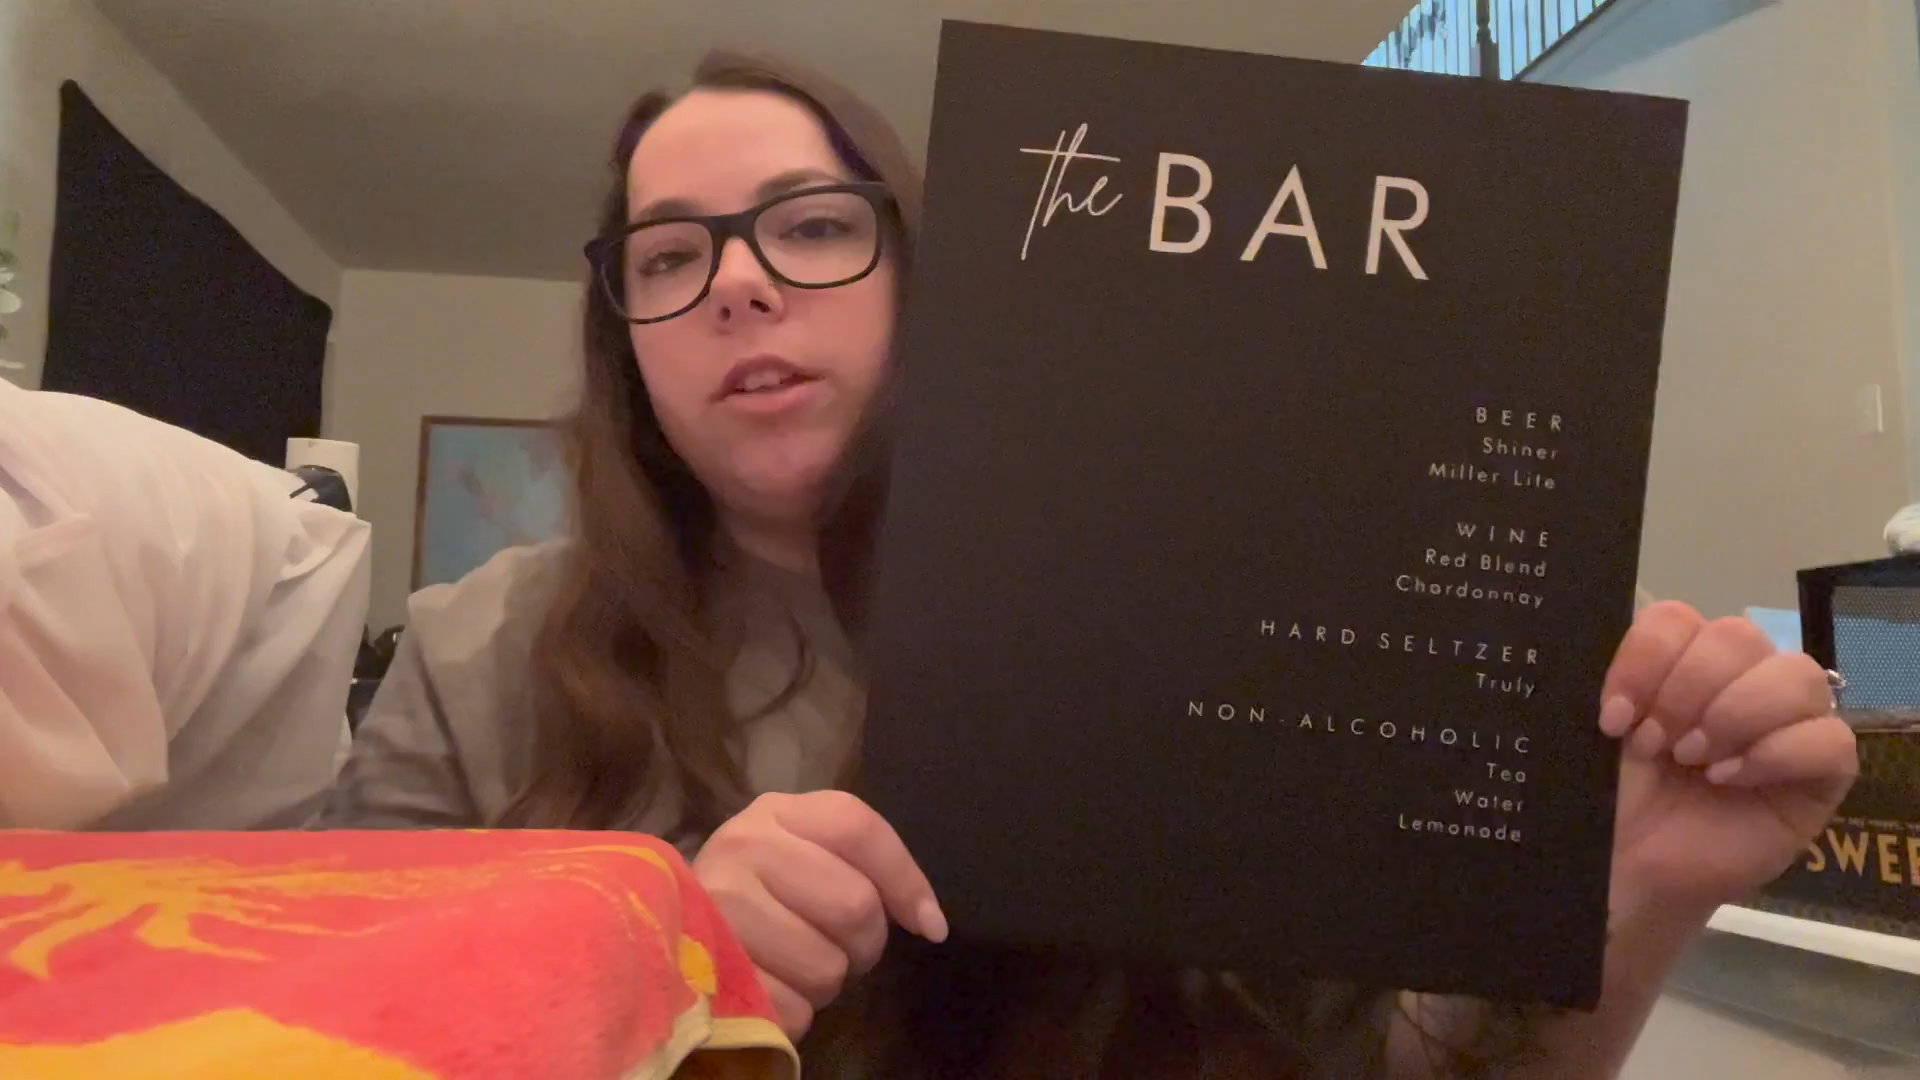 the BAR
BEER
Shiner
Miller Lite
WINE
Red Blend
Chardonnay
HARD SELTZER
Truly
NON-ALCOHOLIC
Tea
Water
Lemonade
SWEE